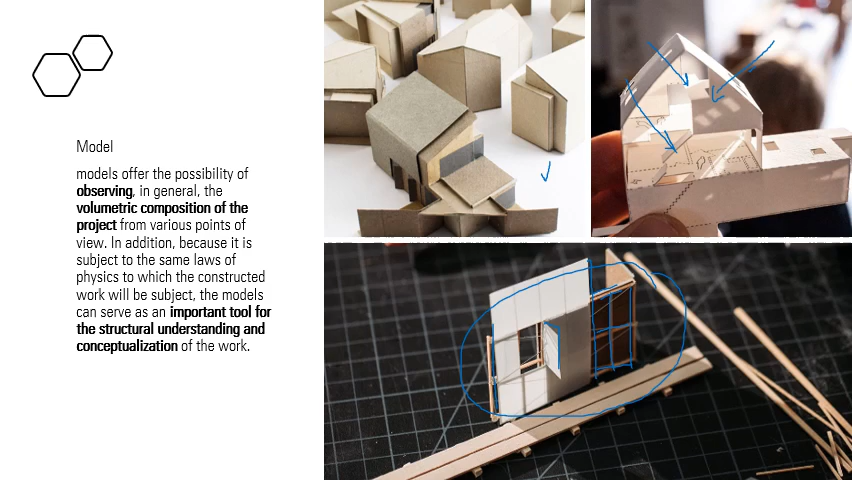 Model
models offer the possibility of
observing, in general, the
volumetric composition of the
project from various points of
view. In addition, because it is
subject to the same laws of
physics to which the constructed
work will be subject, the models
can serve as an important tool for
the structural understanding and
conceptualization of the work.